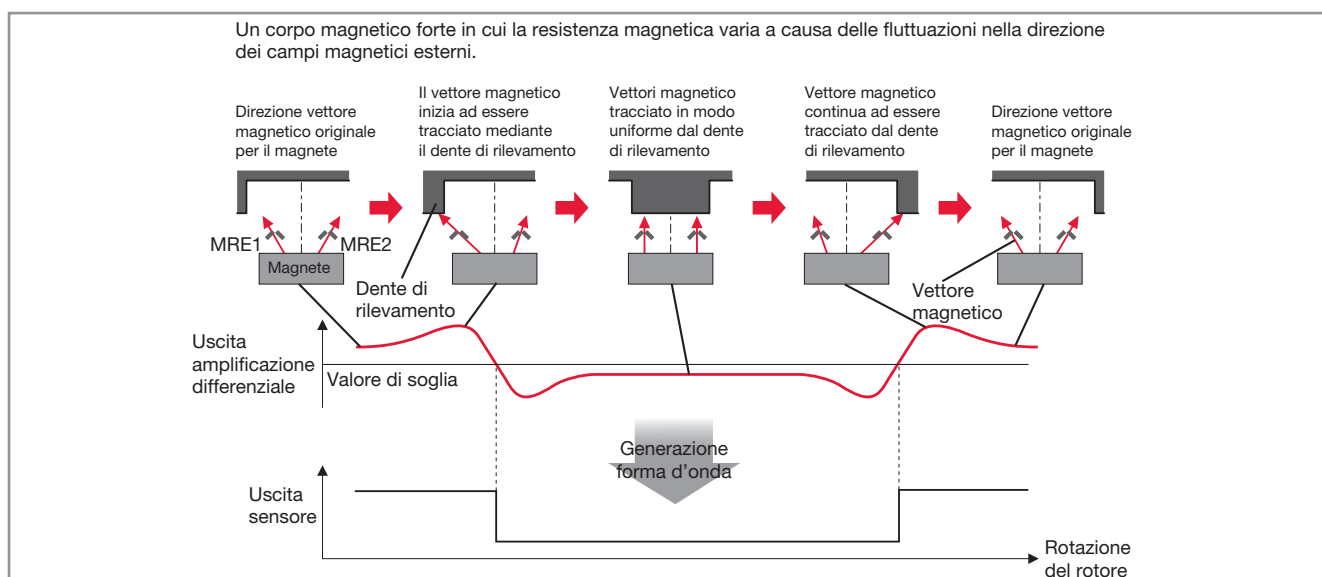 Un corpo magnetico forte in cui la resistenza magnetica varia a causa delle fluttuazioni nella direzione
dei campi magnetici esterni.
Direzione vettore
magnetico originale
per il magnete
Il vettore magnetico
inizia ad essere
tracciato mediante
il dente di rilevamento
Vettori magnetico
tracciato in modo
uniforme dal dente
di rilevamento
Vettore magnetico
continua ad essere
tracciato dal dente
di rilevamento
Direzione vettore
magnetico originale
per il magnete
MRE1
MRE2
Magnete
Dente di
rilevamento
Vettore
magnetico
Uscita
amplificazione
differenziale
Valore di soglia
Generazione
forma d'onda
Uscita
sensore
Rotazione
del rotore